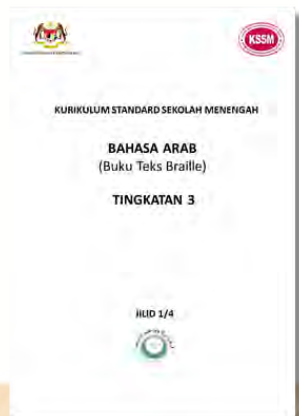 KSSM
KURIKULUM STANDARD SEKOLAH MENENGAH
BAHASA ARAB
(Buku Teks Braille)
TINGKATAN 3
JILID 1/4